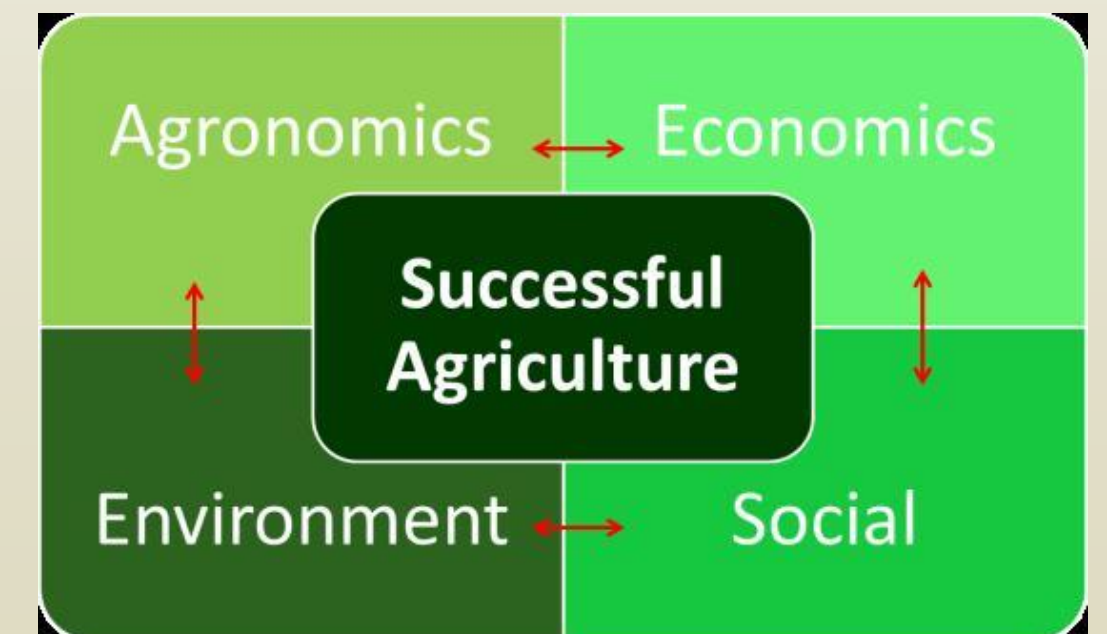 Agronomics
Economics
Successful
Agriculture
Environment
Social